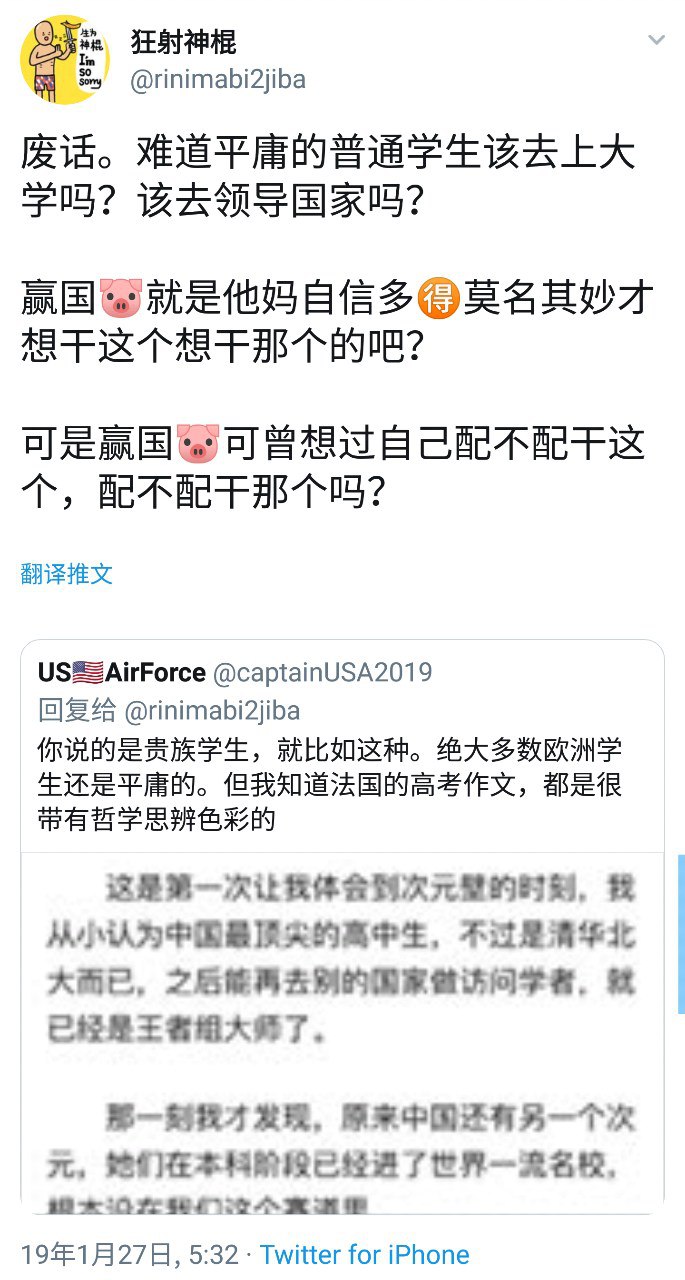 生为
神棍
I'm
so
sorry
狂射神棍
@rinimabi2jiba
废话。难道平庸的普通学生该去上大
学吗？该去领导国家吗？
赢国🐷就是他妈自信多🉐莫名其妙才
想干这个想干那个的吧？
可是赢国🐷可曾想过自己配不配干这
个，配不配干那个吗？
翻译推文
US🇺🇸AirForce @captainUSA2019
回复给 @rinimabi2jiba
你说的是贵族学生，就比如这种。绝大多数欧洲学
生还是平庸的。但我知道法国的高考作文，都是很
带有哲学思辨色彩的
这是第一次让我体会到次元壁的时刻，我
从小认为中国最顶尖的高中生，不过是清华北
大而已，之后能再去别的国家做访问学者，就
已经是王者组大师了。
那一刻我才发现，原来中国还有另一个次
元，她们在本科阶段已经进了世界一流名校，
根本没在我们这个赛道里
19年1月27日, 5:32 · Twitter for iPhone